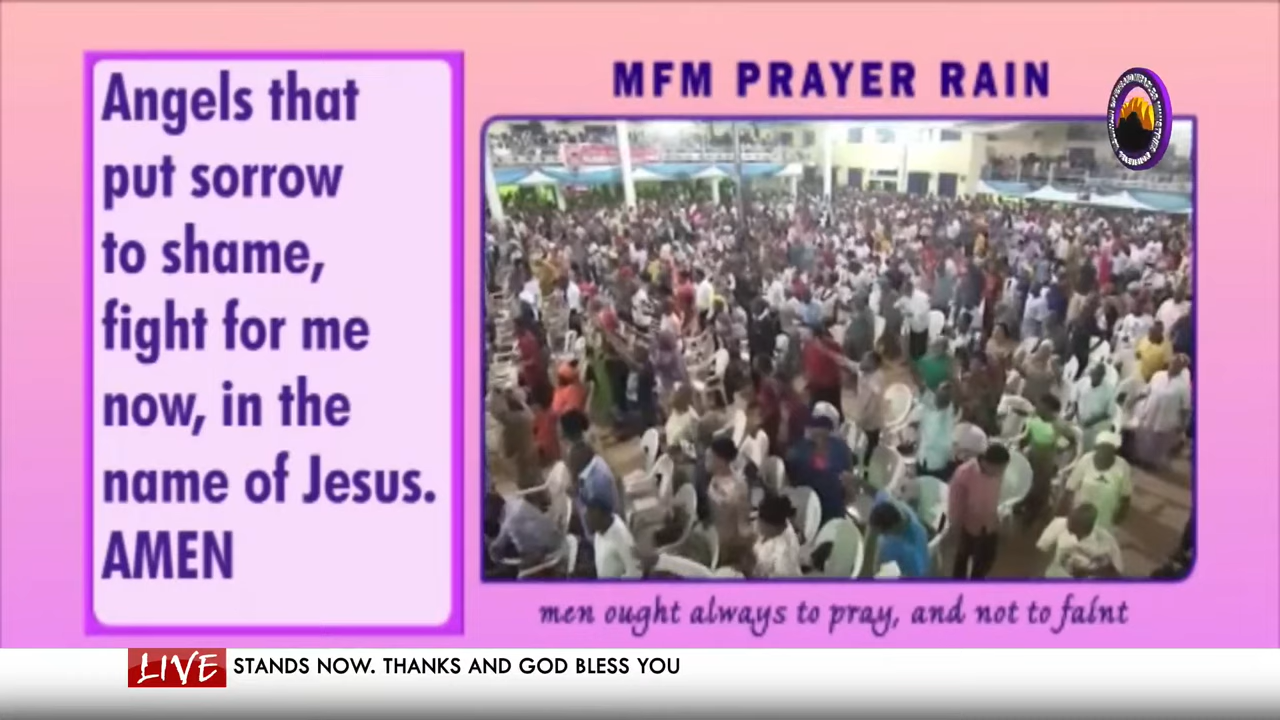 Angels that
put sorrow
to shame,
fight for me
now, in the
name of Jesus.
AMEN
MFM PRAYER RAIN
men ought always to pray, and not to faint
LIVE STANDS NOW. THANKS AND GOD BLESS YOU